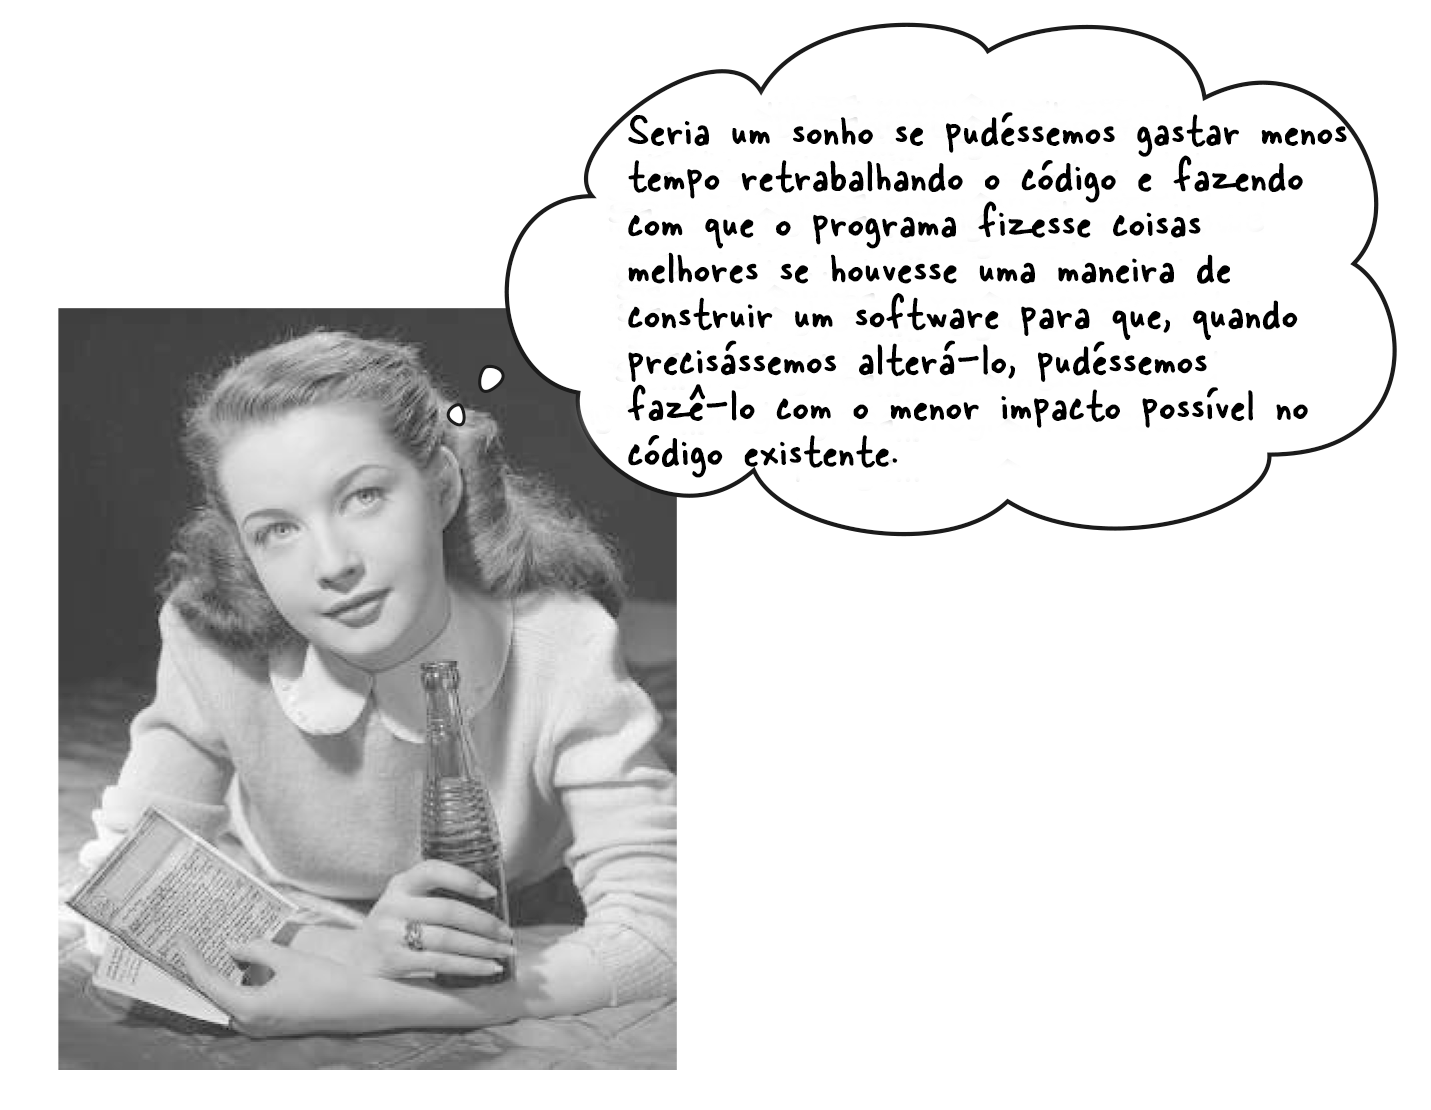 Seria um sonho se pudéssemos gastar menos
tempo retrabalhando o código e fazendo
com que o programa fizesse coisas
melhores se houvesse uma maneira de
construir um software para que, quando
precisássemos alterá-lo, pudéssemos
fazê-lo com o menor impacto possível no
código existente.